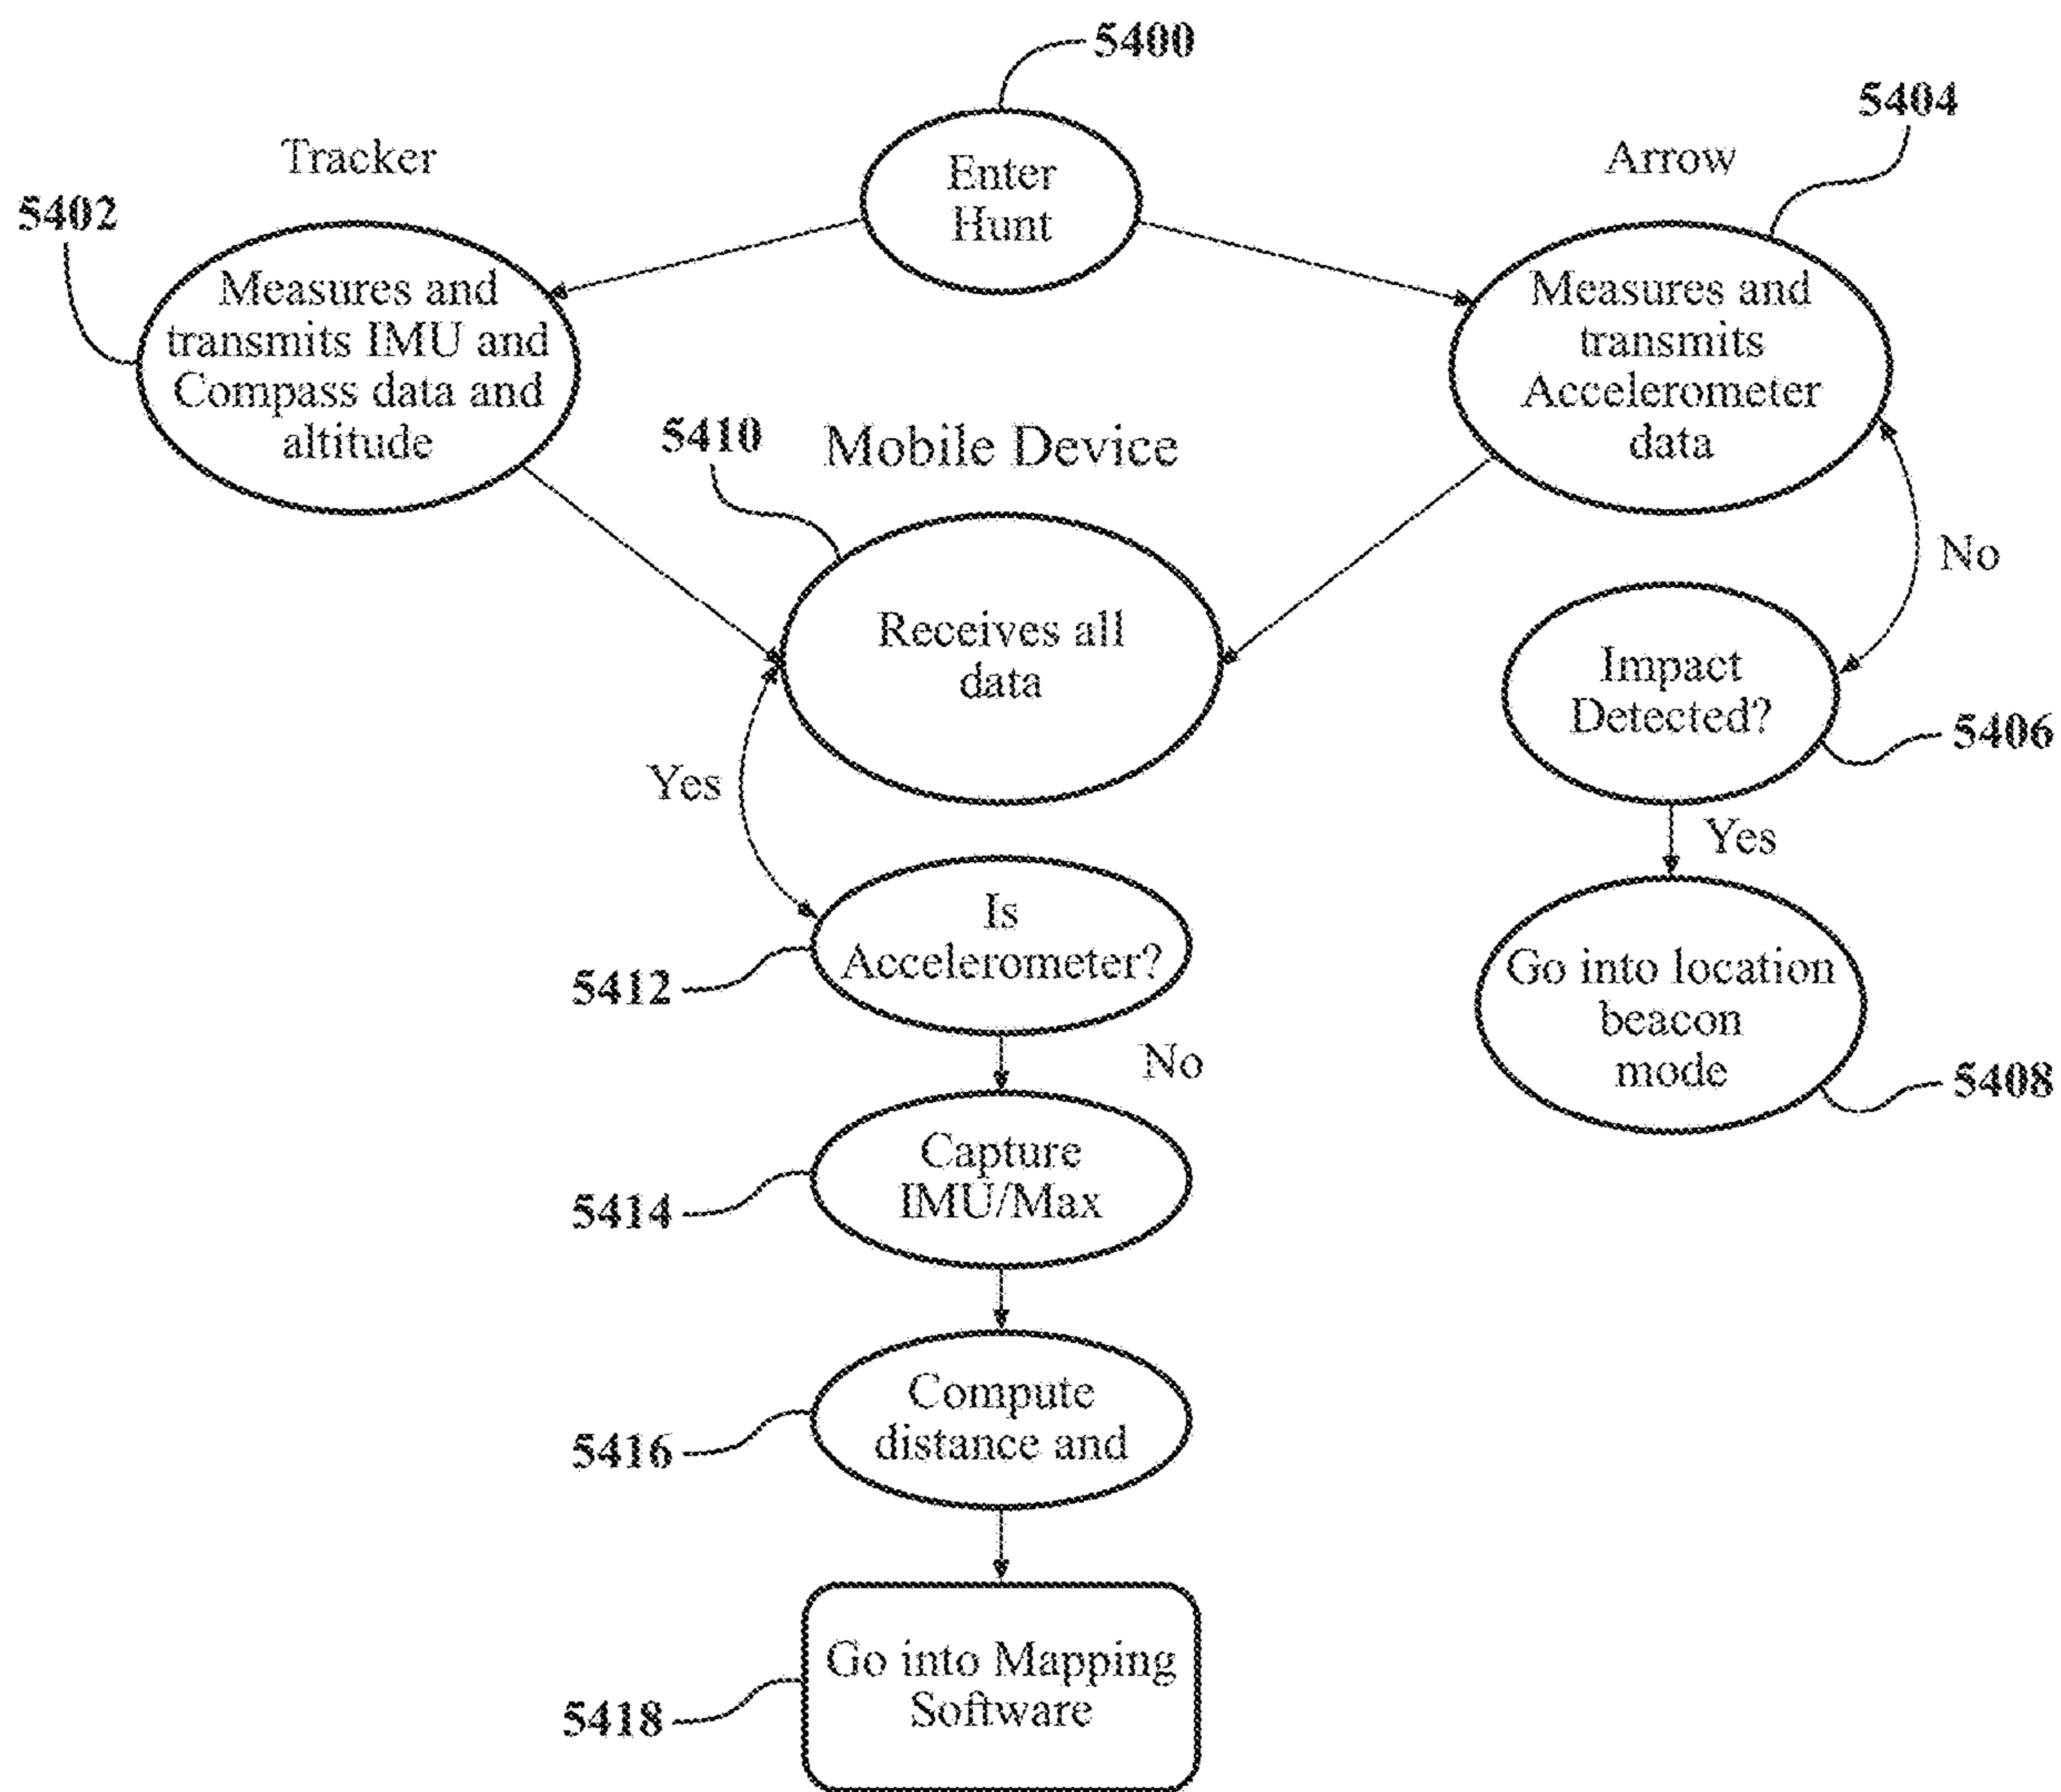 5400
5404
Tracker
Enter
Hunt
Arrow
5402
Measures and
transmits IMU and
Compass data and
altitude
Measures and
transmits
Accelerometer
data
5410
Mobile Device
No
Receives all
data
Impact
Detected?
5406
Yes
Yes
Is
Accelerometer?
5412
Go into location
beacon
mode
5408
No
Capture
IMU/Max
5414
Compute
distance and
5416
Go into Mapping
Software
5418